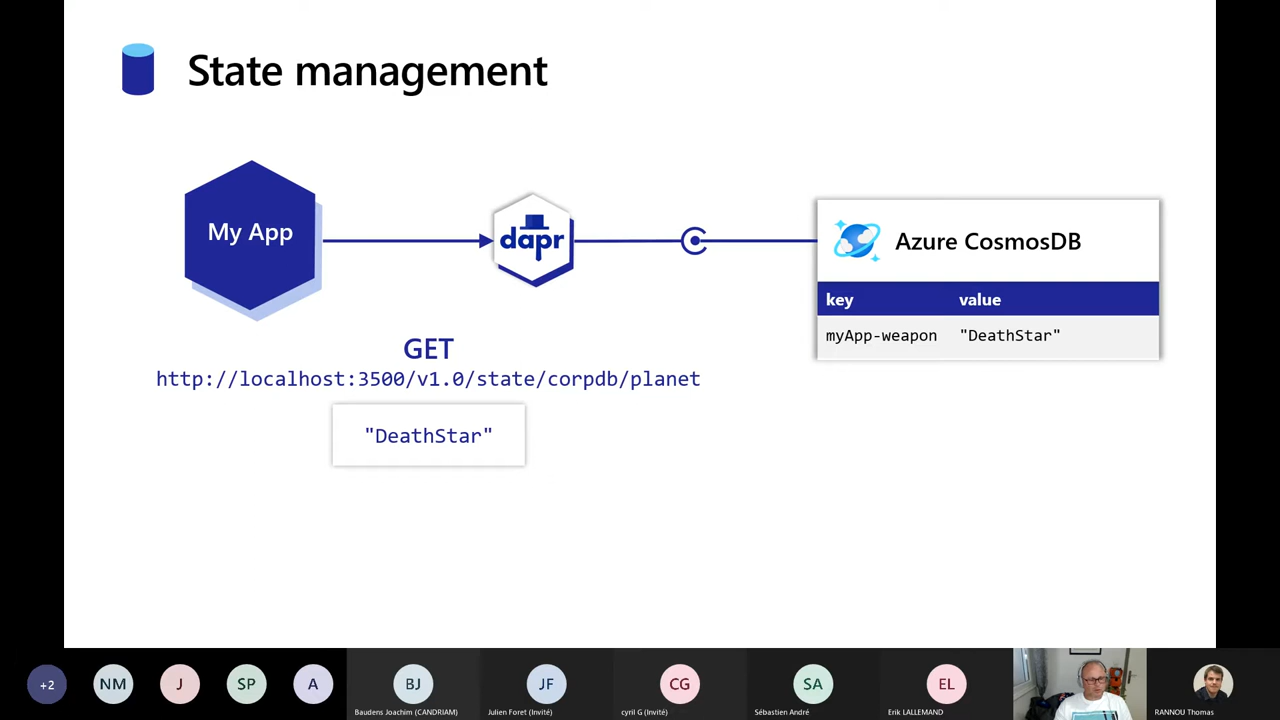 State management
My App
dapr
Azure CosmosDB
key value
myApp-weapon "DeathStar"
GET
http://localhost:3500/v1.0/state/corpdb/planet
"DeathStar"
+2
NM
J
SP
A
BJ
JF
CG
SA
EL
Baudens Joachim (CANDRIAM)
Julien Foret (Invité)
cyril G (Invité)
Sébastien André
Erik LALLEMAND
RANNOU Thomas